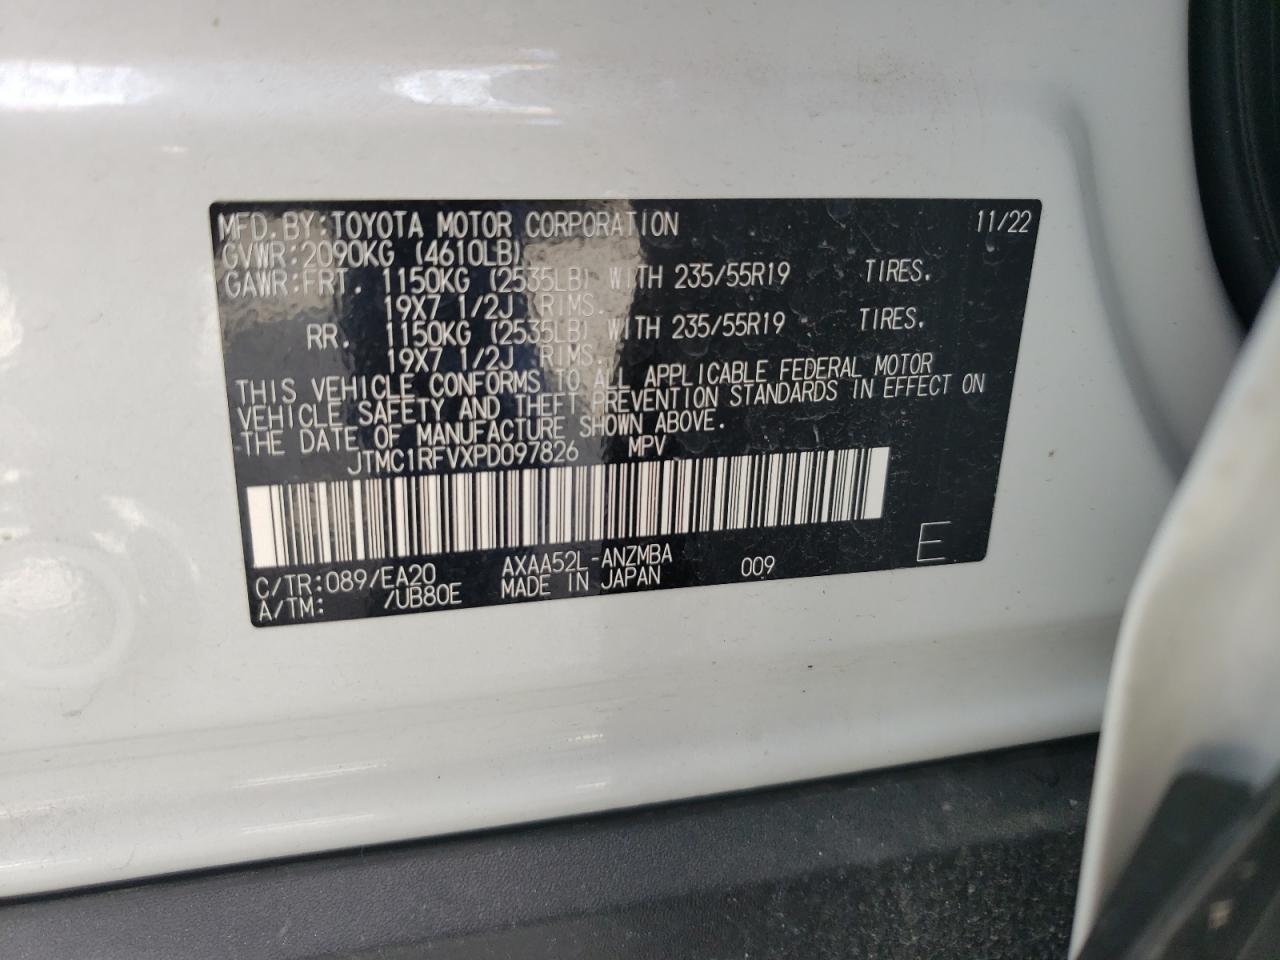 MFD.BY:TOYOTA MOTOR CORPORATION 11/22
GVWR:2090KG (4610LB)
GAWR:FRT. 1150KG (2535LB) WITH 235/55R19 TIRES.
19X7 1/2J RIMS.
RR. 1150KG (2535LB) WITH 235/55R19 TIRES.
19X7 1/2J RIMS.
THIS VEHICLE CONFORMS TO ALL APPLICABLE FEDERAL MOTOR
VEHICLE SAFETY AND THEFT PREVENTION STANDARDS IN EFFECT ON
THE DATE OF MANUFACTURE SHOWN ABOVE.
JTMC1RFVXPD097826 MPV
C/TR:089/EA20 AXAA52L-ANZMBA 009 E
A/TM: /UB80E MADE IN JAPAN